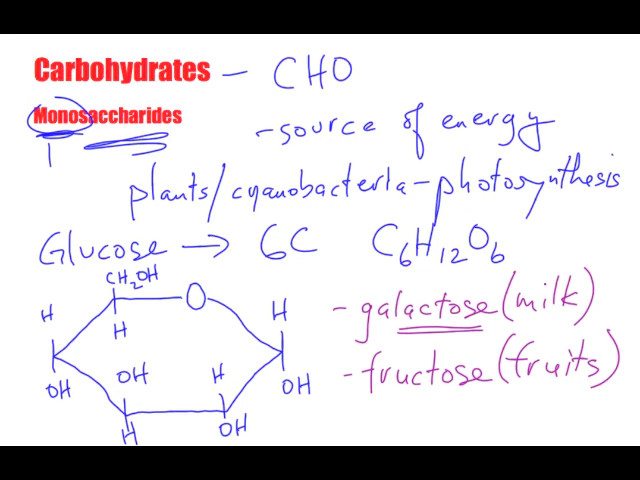 Carbohydrates – CHO
Monosaccharides
1
-source of energy
plants/cyanobacteria-photosynthesis
Glucose → 6C C6H12O6
CH2OH
O
H
H
H
-galactose(milk)
OH
H
OH
OH
-fructose(fruits)
H
OH